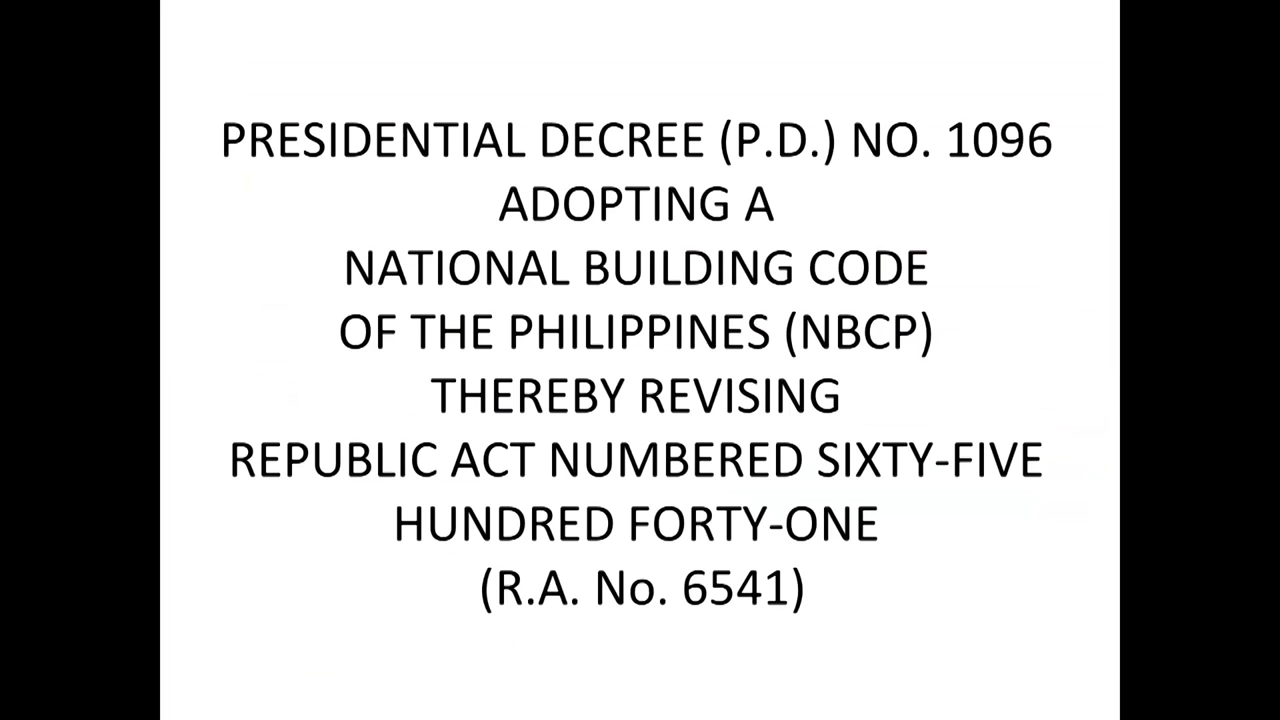 PRESIDENTIAL DECREE (P.D.) NO. 1096
ADOPTING A
NATIONAL BUILDING CODE
OF THE PHILIPPINES (NBCP)
THEREBY REVISING
REPUBLIC ACT NUMBERED SIXTY-FIVE
HUNDRED FORTY-ONE
(R.A. No. 6541)